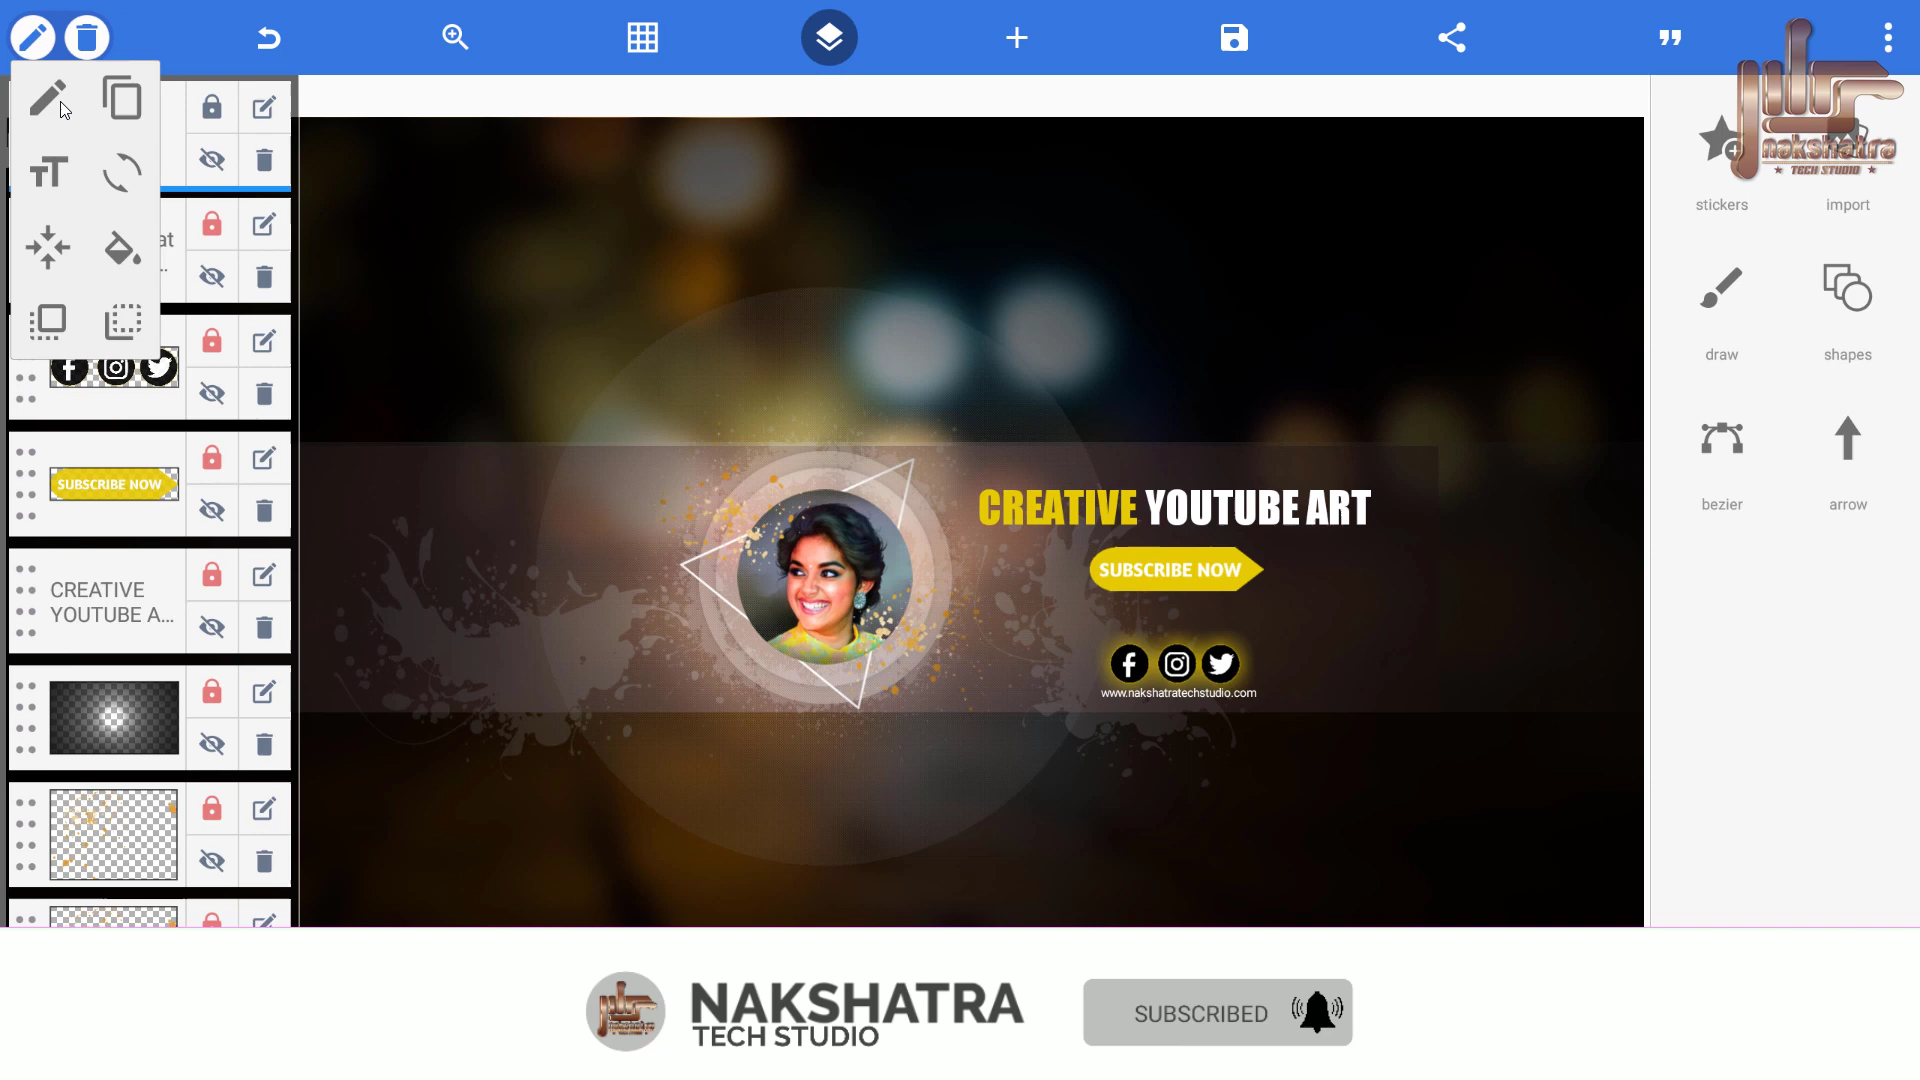 nakshatra
TECH STUDIO
stickers
import
draw
shapes
bezier
arrow
at
..
SUBSCRIBE NOW
CREATIVE
YOUTUBE A...
CREATIVE YOUTUBE ART
SUBSCRIBE NOW
www.nakshatratechstudio.com
NAKSHATRA
TECH STUDIO
SUBSCRIBED